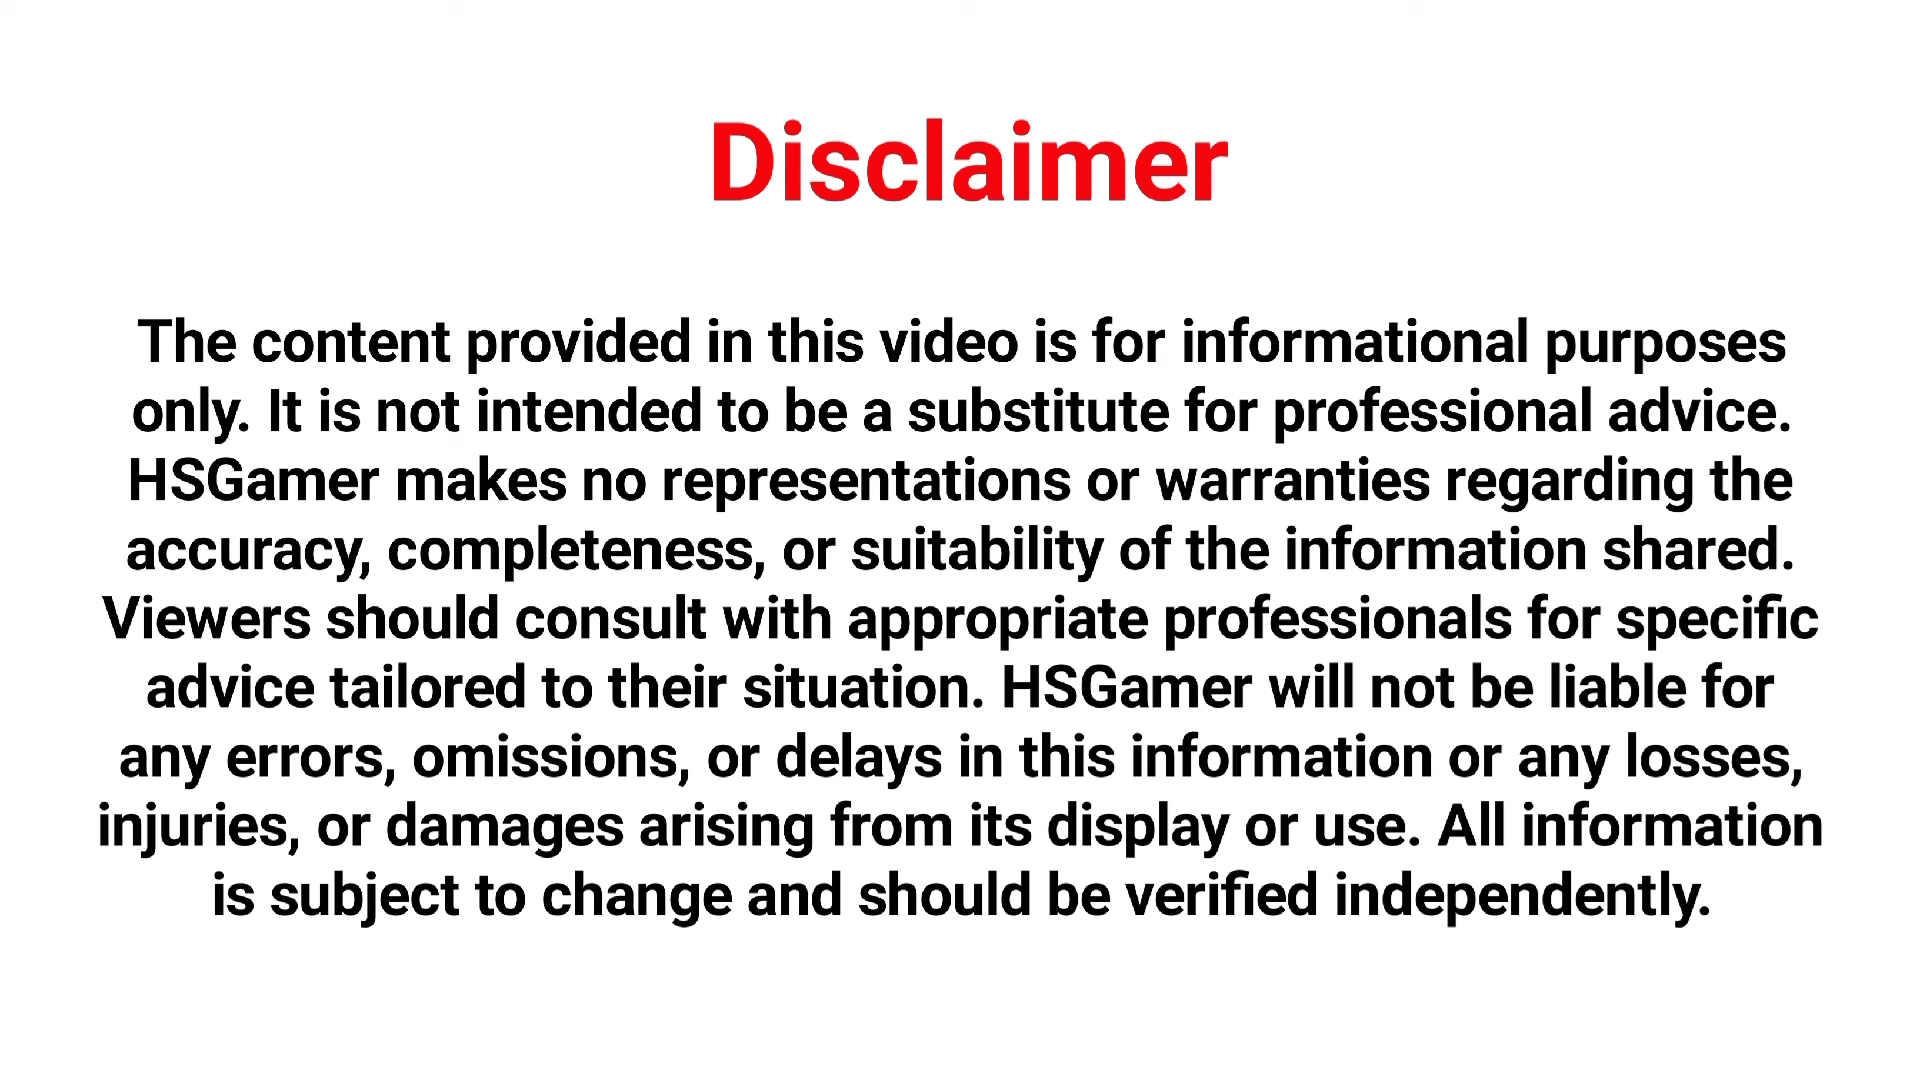 Disclaimer
The content provided in this video is for informational purposes
only. It is not intended to be a substitute for professional advice.
HSGamer makes no representations or warranties regarding the
accuracy, completeness, or suitability of the information shared.
Viewers should consult with appropriate professionals for specific
advice tailored to their situation. HSGamer will not be liable for
any errors, omissions, or delays in this information or any losses,
injuries, or damages arising from its display or use. All information
is subject to change and should be verified independently.